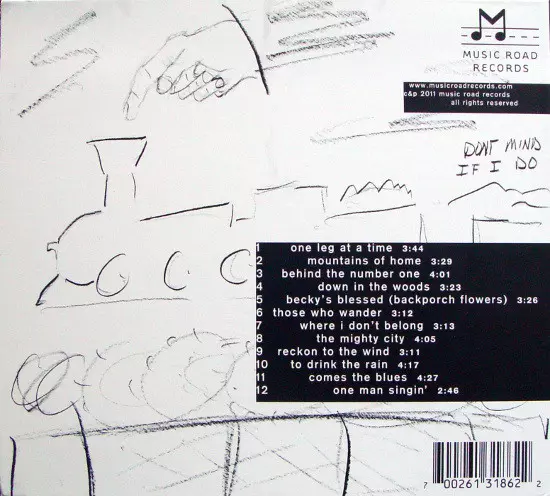 MUSIC ROAD
RECORDS
www.musicroadrecords.com
c&p 2011 music road records
all rights reserved
DONT MIND
IF I DO
1 one leg at a time 3:44
2 mountains of home 3:29
3 behind the number one 4:01
4 down in the woods 3:23
5 becky's blessed (backporch flowers) 3:26
6 those who wander 3:12
7 where i don't belong 3:13
8 the mighty city 4:05
9 reckon to the wind 3:11
10 to drink the rain 4:17
11 comes the blues 4:27
12 one man singin' 2:46
7 00261 31862 2